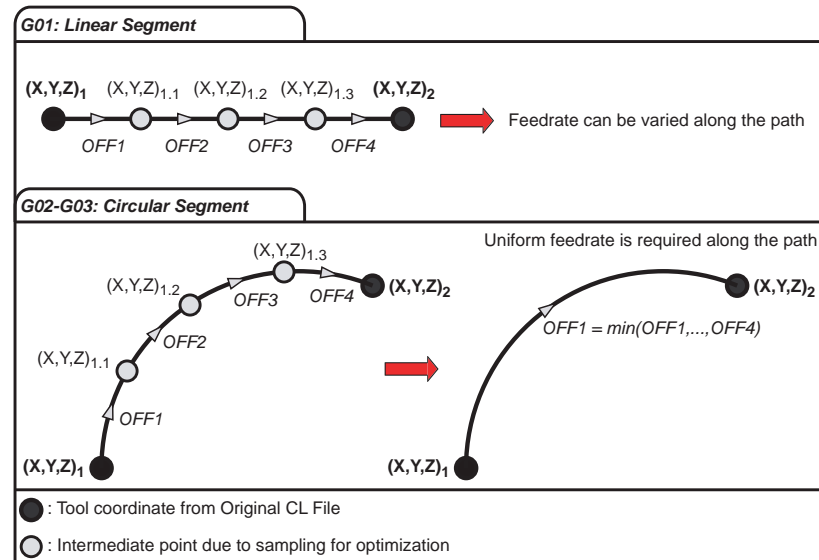 G01: Linear Segment
(X,Y,Z)1 (X,Y,Z)1.1 (X,Y,Z)1.2 (X,Y,Z)1.3 (X,Y,Z)2
OFF1 OFF2 OFF3 OFF4
Feedrate can be varied along the path
G02-G03: Circular Segment
(X,Y,Z)1
OFF1
(X,Y,Z)1.1
OFF2
(X,Y,Z)1.2
OFF3
(X,Y,Z)1.3
OFF4
(X,Y,Z)2
Uniform feedrate is required along the path
(X,Y,Z)2
OFF1 = min(OFF1,...,OFF4)
(X,Y,Z)1
: Tool coordinate from Original CL File
: Intermediate point due to sampling for optimization